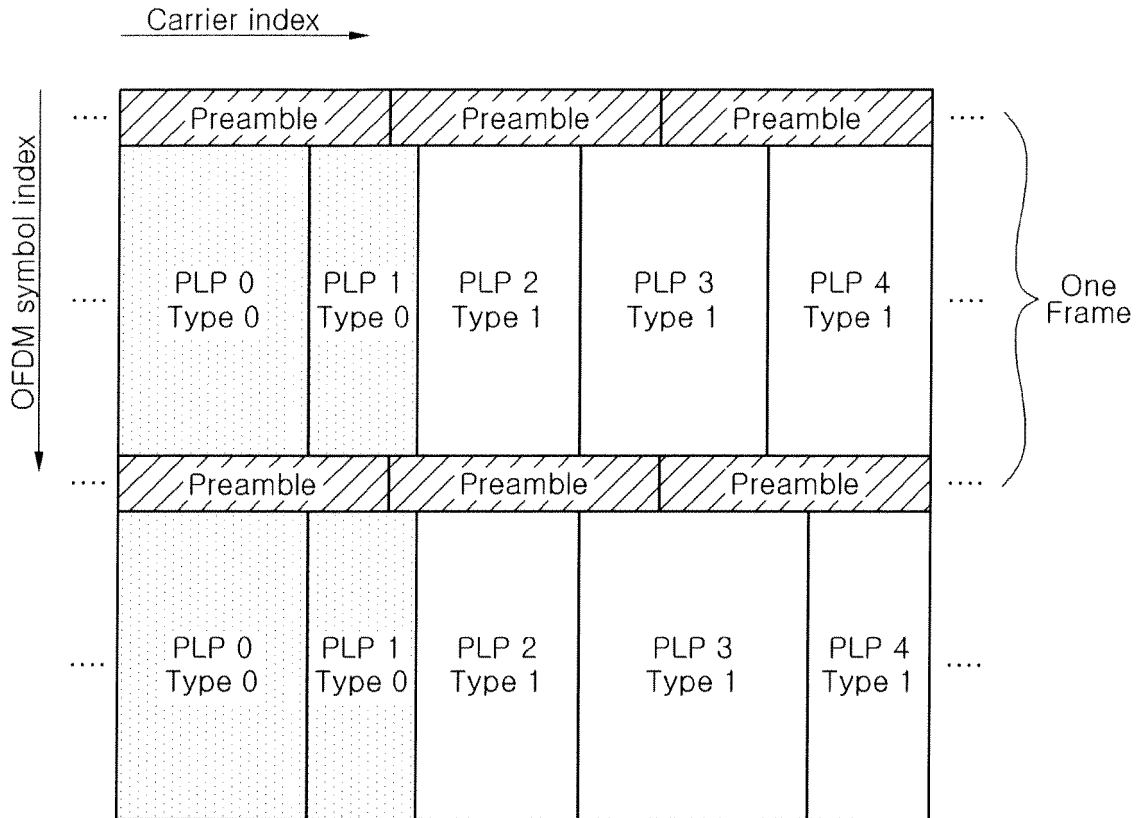 Carrier index
OFDM symbol index
.... Preamble Preamble Preamble ....
.... PLP 0 PLP 1 PLP 2 PLP 3 PLP 4 .... One
Type 0 Type 0 Type 1 Type 1 Type 1 Frame
.... Preamble Preamble Preamble ....
.... PLP 0 PLP 1 PLP 2 PLP 3 PLP 4 ....
Type 0 Type 0 Type 1 Type 1 Type 1